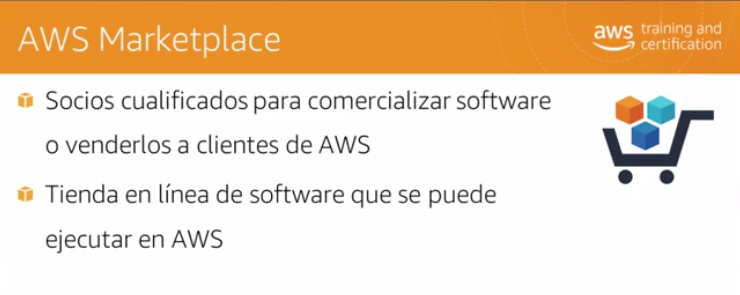 AWS Marketplace
aws training and
certification
Socios cualificados para comercializar software
o venderlos a clientes de AWS
Tienda en línea de software que se puede
ejecutar en AWS